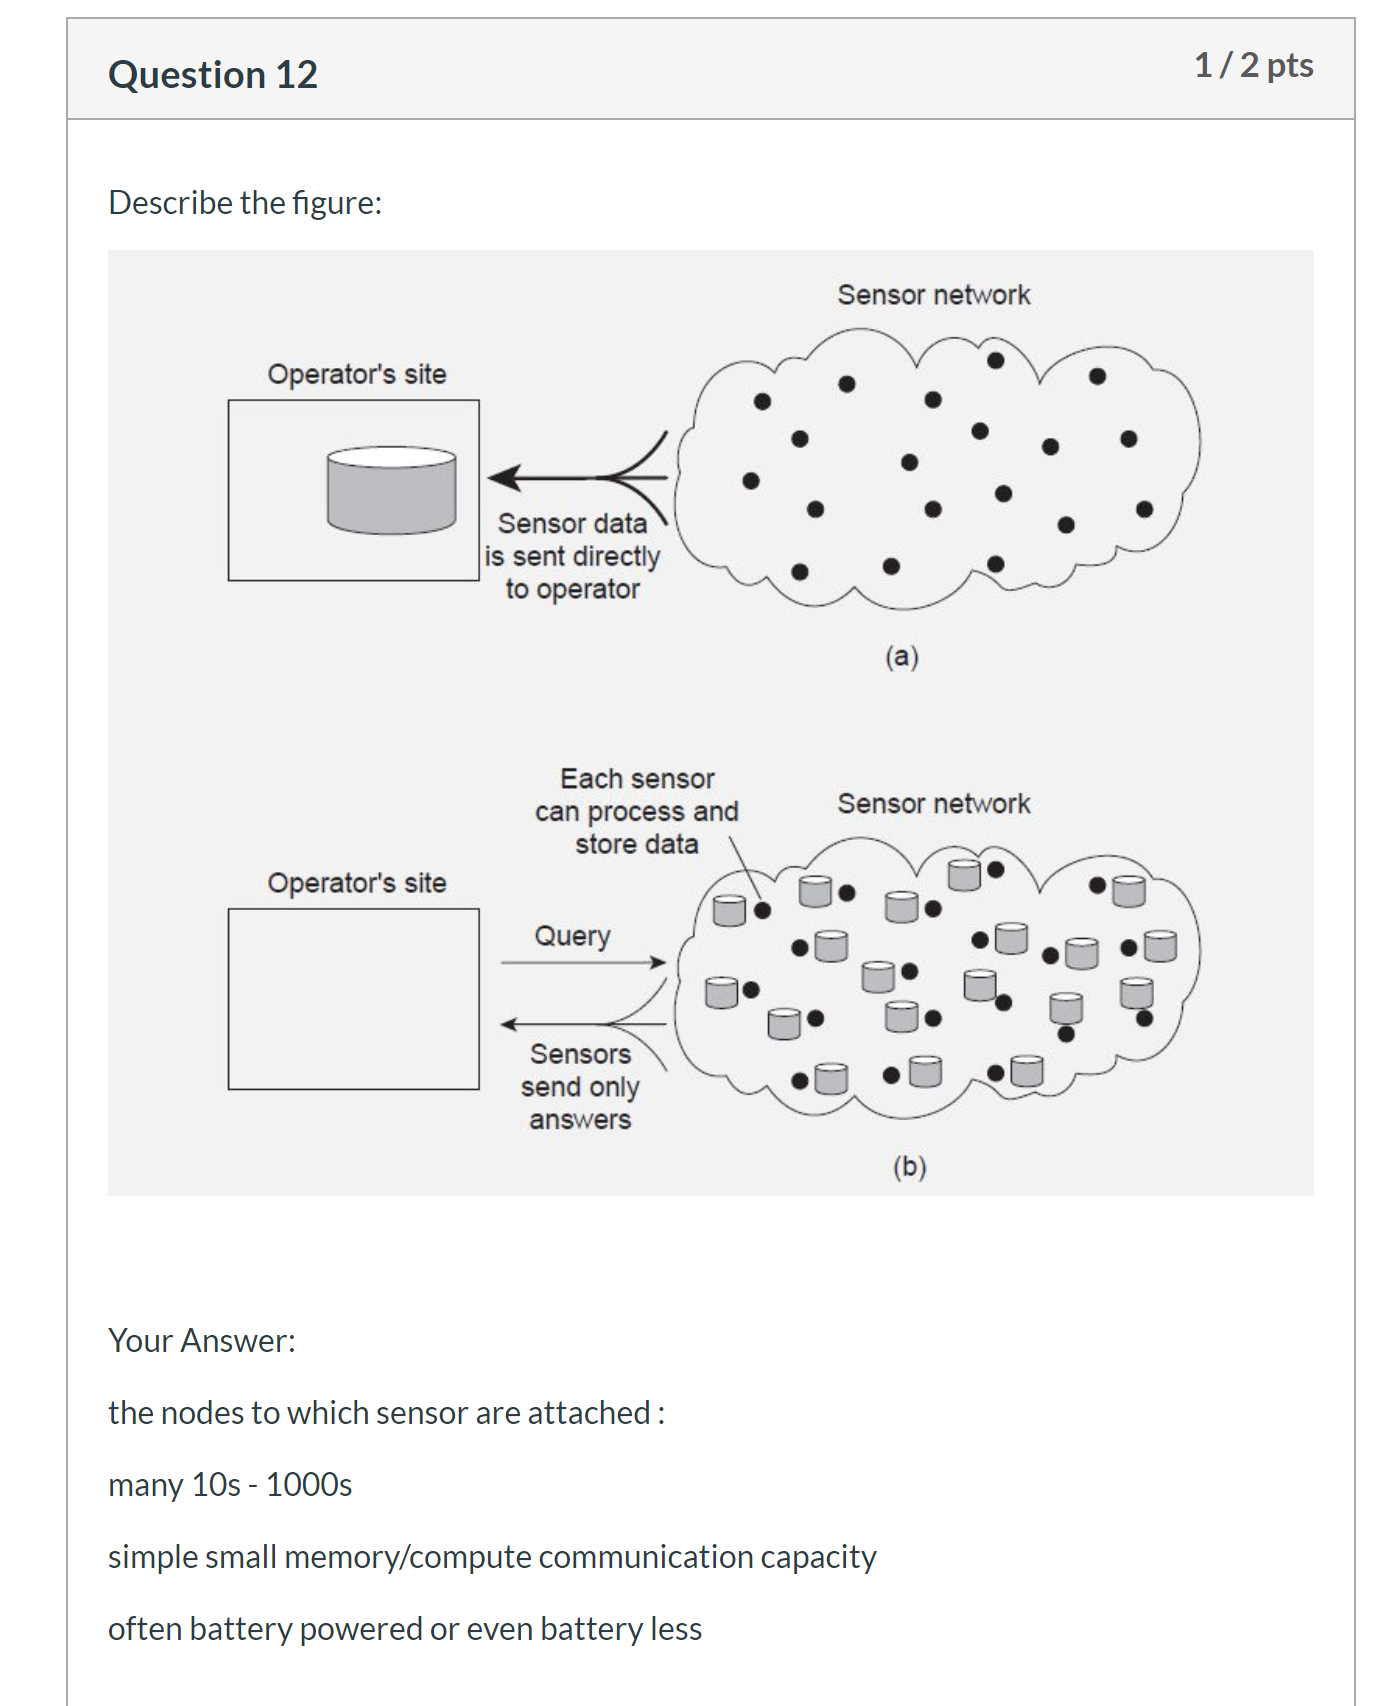 Question 12
1 / 2 pts
Describe the figure:
Sensor network
Operator's site
Sensor data
is sent directly
to operator
(a)
Each sensor
can process and
store data
Sensor network
Operator's site
Query
Sensors
send only
answers
(b)
Your Answer:
the nodes to which sensor are attached :
many 10s - 1000s
simple small memory/compute communication capacity
often battery powered or even battery less